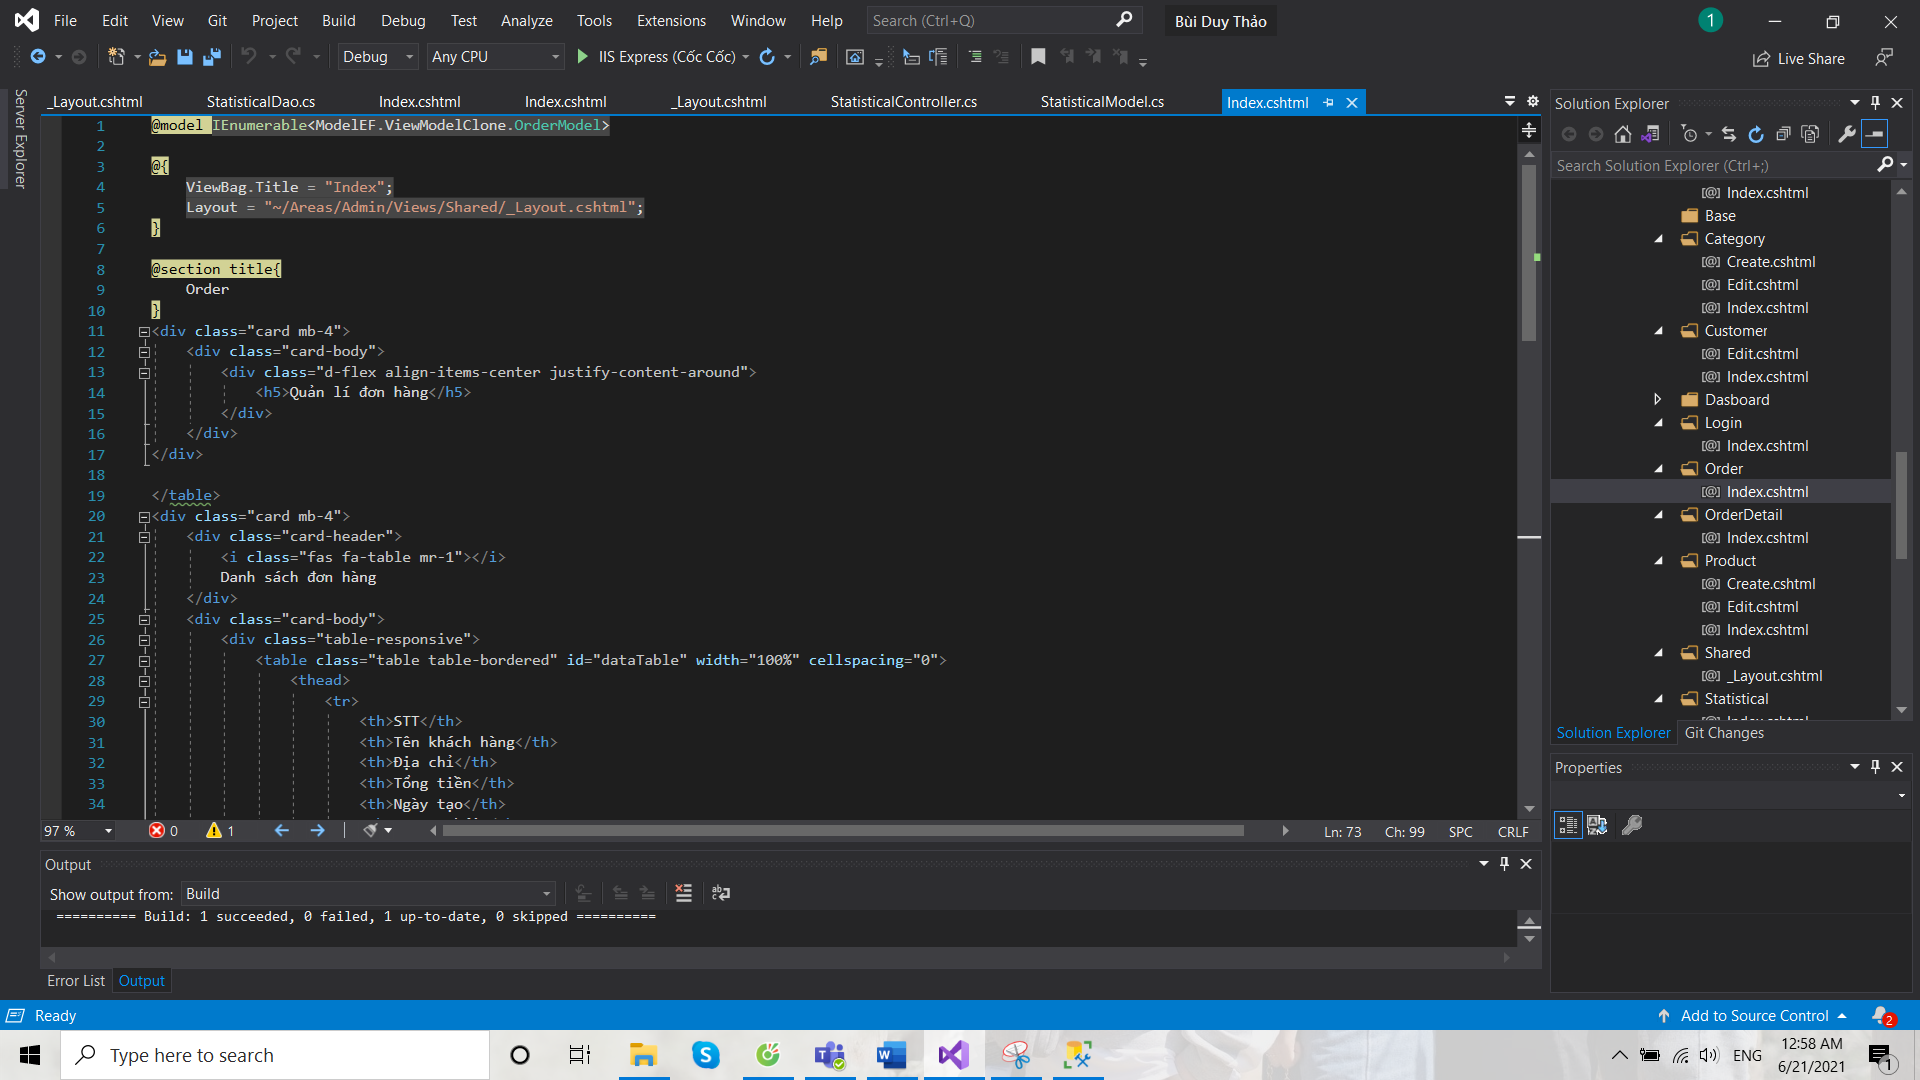 File Edit View Git Project Build Debug Test Analyze Tools Extensions Window Help Search (Ctrl+Q) Bùi Duy Thảo 1
Debug Any CPU IIS Express (Cốc Cốc) Live Share
Server Explorer
_Layout.cshtml StatisticalDao.cs Index.cshtml Index.cshtml _Layout.cshtml StatisticalController.cs StatisticalModel.cs Index.cshtml
1 @model IEnumerable<ModelEF.ViewModelClone.OrderModel>
2
3 @{
4 ViewBag.Title = "Index";
5 Layout = "~/Areas/Admin/Views/Shared/_Layout.cshtml";
6 }
7
8 @section title{
9 Order
10 }
11 <div class="card mb-4">
12 <div class="card-body">
13 <div class="d-flex align-items-center justify-content-around">
14 <h5>Quản lí đơn hàng</h5>
15 </div>
16 </div>
17 </div>
18
19 </table>
20 <div class="card mb-4">
21 <div class="card-header">
22 <i class="fas fa-table mr-1"></i>
23 Danh sách đơn hàng
24 </div>
25 <div class="card-body">
26 <div class="table-responsive">
27 <table class="table table-bordered" id="dataTable" width="100%" cellspacing="0">
28 <thead>
29 <tr>
30 <th>STT</th>
31 <th>Tên khách hàng</th>
32 <th>Địa chỉ</th>
33 <th>Tổng tiền</th>
34 <th>Ngày tạo</th>
97 % 0 1 Ln: 73 Ch: 99 SPC CRLF
Output
Show output from: Build
========== Build: 1 succeeded, 0 failed, 1 up-to-date, 0 skipped ==========
Error List Output
Solution Explorer
Search Solution Explorer (Ctrl+;)
Index.cshtml
Base
Category
Create.cshtml
Edit.cshtml
Index.cshtml
Customer
Edit.cshtml
Index.cshtml
Dasboard
Login
Index.cshtml
Order
Index.cshtml
OrderDetail
Index.cshtml
Product
Create.cshtml
Edit.cshtml
Index.cshtml
Shared
_Layout.cshtml
Statistical
Index.cshtml
Solution Explorer Git Changes
Properties
Ready Add to Source Control 2
Type here to search ENG 12:58 AM
6/21/2021 1